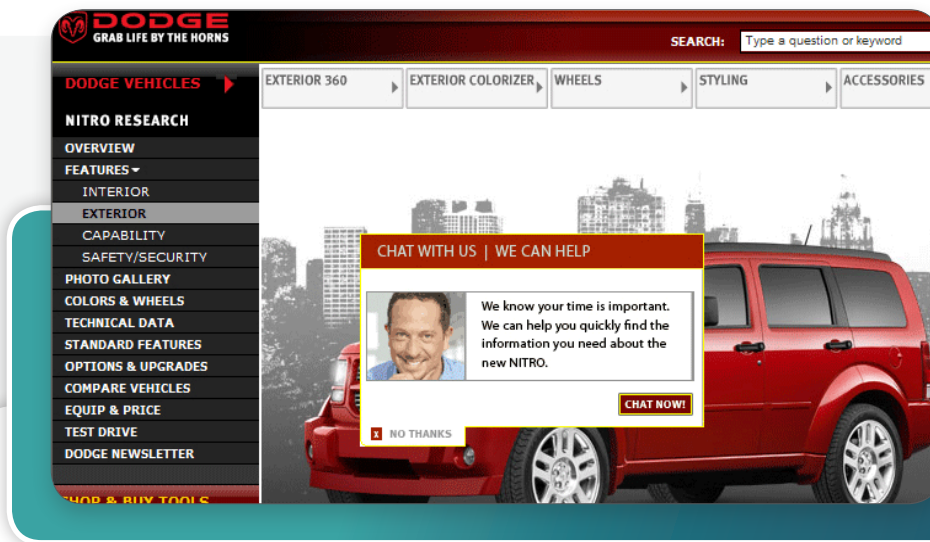 DODGE
GRAB LIFE BY THE HORNS
SEARCH: Type a question or keyword
DODGE VEHICLES
EXTERIOR 360
EXTERIOR COLORIZER
WHEELS
STYLING
ACCESSORIES
NITRO RESEARCH
OVERVIEW
FEATURES
INTERIOR
EXTERIOR
CAPABILITY
SAFETY/SECURITY
PHOTO GALLERY
COLORS & WHEELS
TECHNICAL DATA
STANDARD FEATURES
OPTIONS & UPGRADES
COMPARE VEHICLES
EQUIP & PRICE
TEST DRIVE
DODGE NEWSLETTER
SHOP & BUY TOOLS
CHAT WITH US | WE CAN HELP
We know your time is important.
We can help you quickly find the
information you need about the
new NITRO.
CHAT NOW!
X NO THANKS